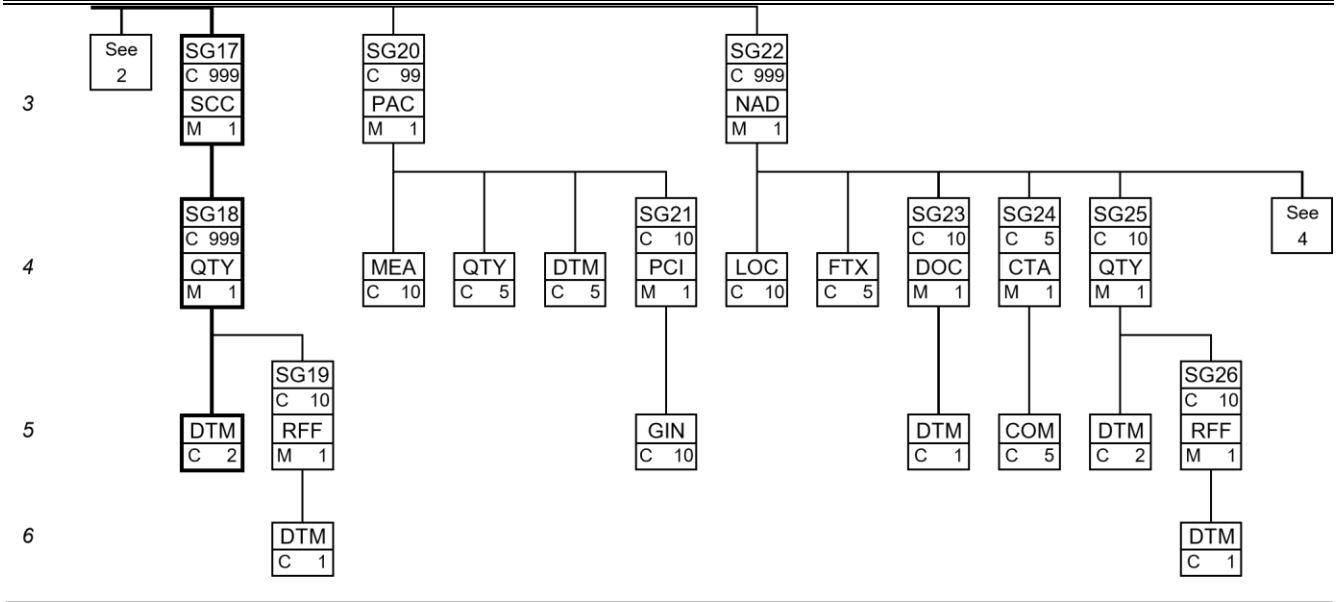 See
2
SG17
C 999
SCC
M 1
SG20
C 99
PAC
M 1
SG22
C 999
NAD
M 1
3
SG18
C 999
QTY
M 1
MEA
C 10
QTY
C 5
DTM
C 5
SG21
C 10
PCI
M 1
LOC
C 10
FTX
C 5
SG23
C 10
DOC
M 1
SG24
C 5
CTA
M 1
SG25
C 10
QTY
M 1
See
4
4
DTM
C 2
SG19
C 10
RFF
M 1
GIN
C 10
DTM
C 1
COM
C 5
DTM
C 2
SG26
C 10
RFF
M 1
5
DTM
C 1
DTM
C 1
6